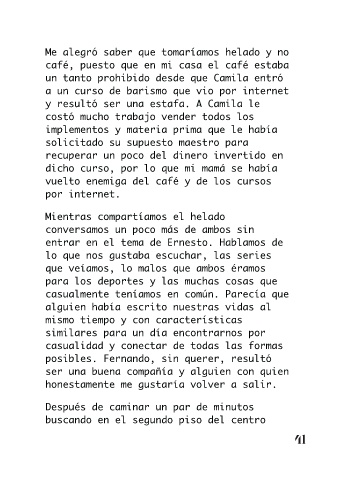 Me alegró saber que tomaríamos helado y no
café, puesto que en mi casa el café estaba
un tanto prohibido desde que Camila entró
a un curso de barismo que vio por internet
y resultó ser una estafa. A Camila le
costó mucho trabajo vender todos los
implementos y materia prima que le había
solicitado su supuesto maestro para
recuperar un poco del dinero invertido en
dicho curso, por lo que mi mamá se había
vuelto enemiga del café y de los cursos
por internet.
Mientras compartíamos el helado
conversamos un poco más de ambos sin
entrar en el tema de Ernesto. Hablamos de
lo que nos gustaba escuchar, las series
que veíamos, lo malos que ambos éramos
para los deportes y las muchas cosas que
casualmente teníamos en común. Parecía que
alguien había escrito nuestras vidas al
mismo tiempo y con características
similares para un día encontrarnos por
casualidad y conectar de todas las formas
posibles. Fernando, sin querer, resultó
ser una buena compañía y alguien con quien
honestamente me gustaría volver a salir.
Después de caminar un par de minutos
buscando en el segundo piso del centro
41